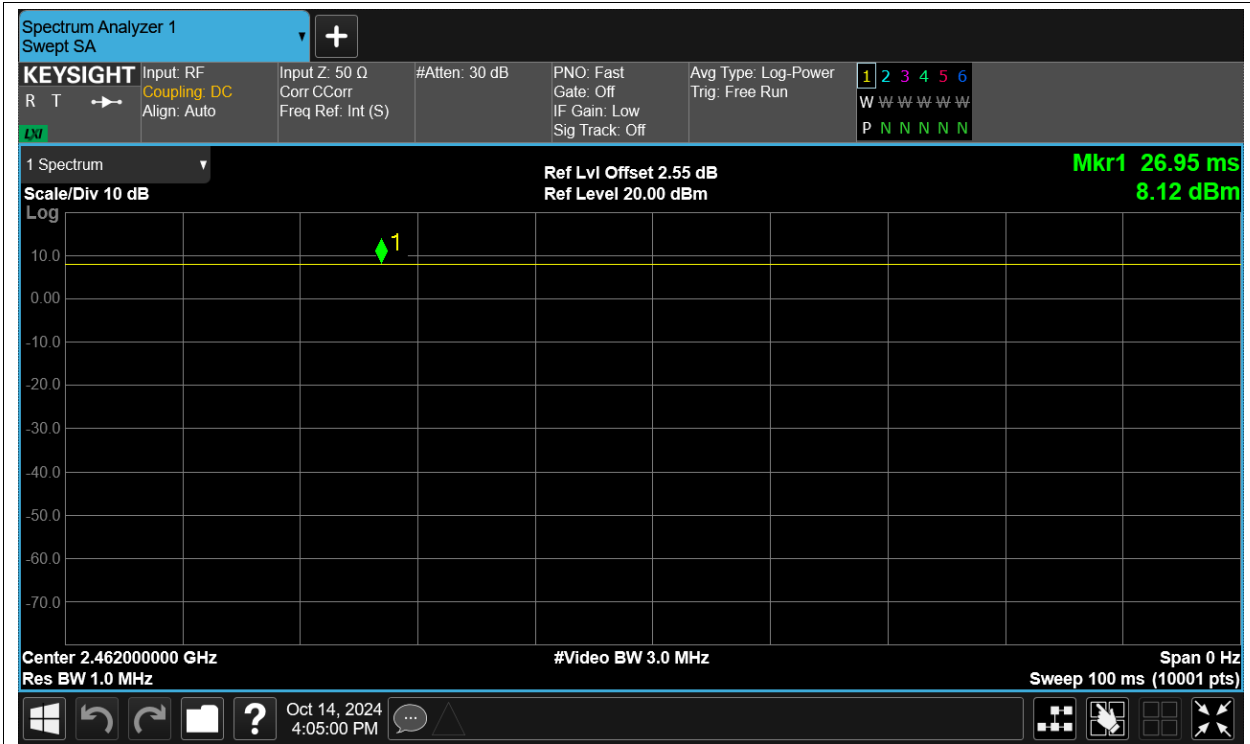 Spectrum Analyzer 1
Swept SA
KEYSIGHT
R T
LXI
Input: RF
Coupling: DC
Align: Auto
Input Z: 50 Ω
Corr CCorr
Freq Ref: Int (S)
#Atten: 30 dB
PNO: Fast
Gate: Off
IF Gain: Low
Sig Track: Off
Avg Type: Log-Power
Trig: Free Run
1 2 3 4 5 6
W W W W W W
P N N N N N
1 Spectrum
Scale/Div 10 dB
Ref Lvl Offset 2.55 dB
Ref Level 20.00 dBm
Mkr1 26.95 ms
8.12 dBm
Log
1
10.0
0.00
-10.0
-20.0
-30.0
-40.0
-50.0
-60.0
-70.0
Center 2.462000000 GHz
Res BW 1.0 MHz
#Video BW 3.0 MHz
Span 0 Hz
Sweep 100 ms (10001 pts)
?
Oct 14, 2024
4:05:00 PM